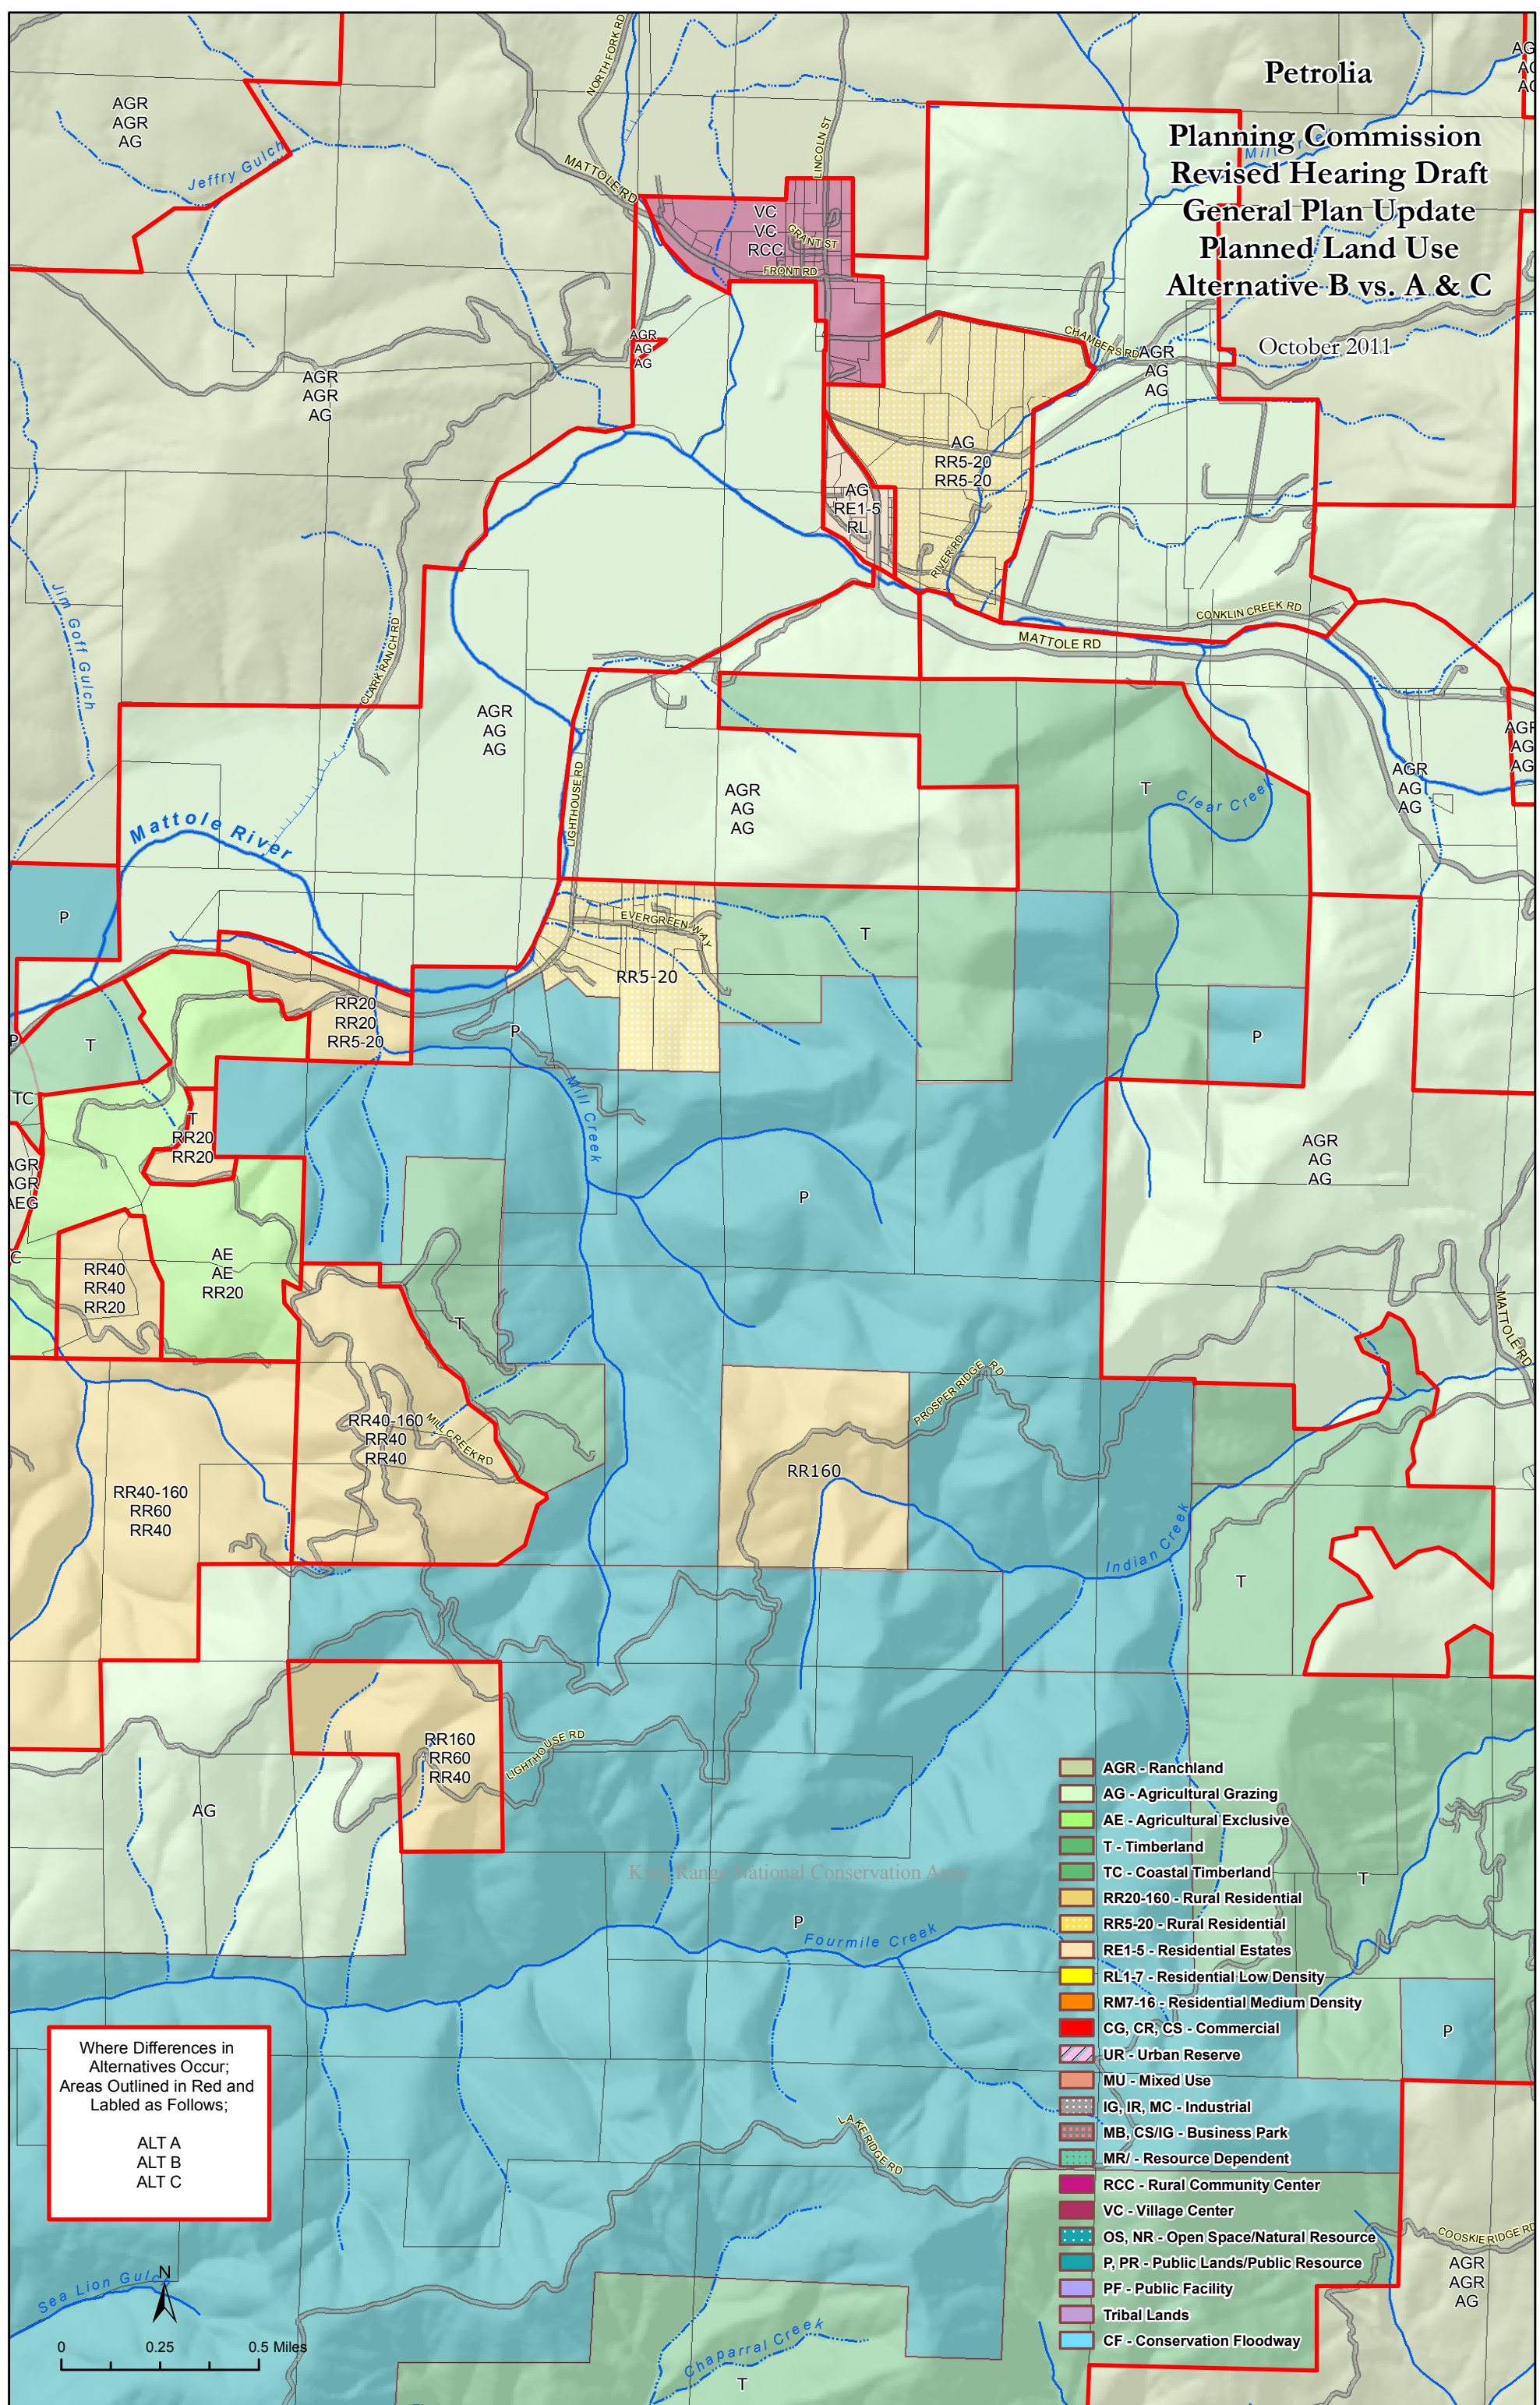 Petrolia
Planning Commission
Revised Hearing Draft
General Plan Update
Planned Land Use
Alternative B vs. A & C
October 2011
AGR
AGR
AG
Jeffry Gulch
NORTH FORK RD
MATTOLE RD
LINCOLN ST
VC
VC
RCC
GRANT ST
FRONT RD
AGR
AG
AG
CHAMBERS RD
AGR
AG
AG
AGR
AGR
AG
AG
RR5-20
RR5-20
AG
RE1-5
RL
RIVER RD
CONKLIN CREEK RD
MATTOLE RD
Jim Goff Gulch
CLARK RANCH RD
AGR
AG
AG
LIGHTHOUSE RD
AGR
AG
AG
T
Clear Creek
AGR
AG
AG
AGR
AG
AG
Mattole River
P
EVERGREEN WAY
T
RR5-20
RR20
RR20
RR5-20
P
P
P
T
TC
T
RR20
RR20
Mill Creek
AGR
AGR
AEG
P
AGR
AG
AG
C
AE
AE
RR20
RR40
RR40
RR20
T
MATTOLE RD
RR40-160
RR40
RR40
MILL CREEK RD
PROSPER RIDGE RD
RR160
RR40-160
RR60
RR40
Indian Creek
T
RR160
RR60
RR40
LIGHTHOUSE RD
AG
King Range National Conservation Area
P
Fourmile Creek
T
P
LAKE RIDGE RD
COOSKIE RIDGE RD
AGR
AGR
AG
Chaparral Creek
T
Sea Lion Gulch
AGR - Ranchland
AG - Agricultural Grazing
AE - Agricultural Exclusive
T - Timberland
TC - Coastal Timberland
RR20-160 - Rural Residential
RR5-20 - Rural Residential
RE1-5 - Residential Estates
RL1-7 - Residential Low Density
RM7-16 - Residential Medium Density
CG, CR, CS - Commercial
UR - Urban Reserve
MU - Mixed Use
IG, IR, MC - Industrial
MB, CS/IG - Business Park
MR/ - Resource Dependent
RCC - Rural Community Center
VC - Village Center
OS, NR - Open Space/Natural Resource
P, PR - Public Lands/Public Resource
PF - Public Facility
Tribal Lands
CF - Conservation Floodway
Where Differences in
Alternatives Occur;
Areas Outlined in Red and
Labled as Follows;
ALT A
ALT B
ALT C
N
0 0.25 0.5 Miles